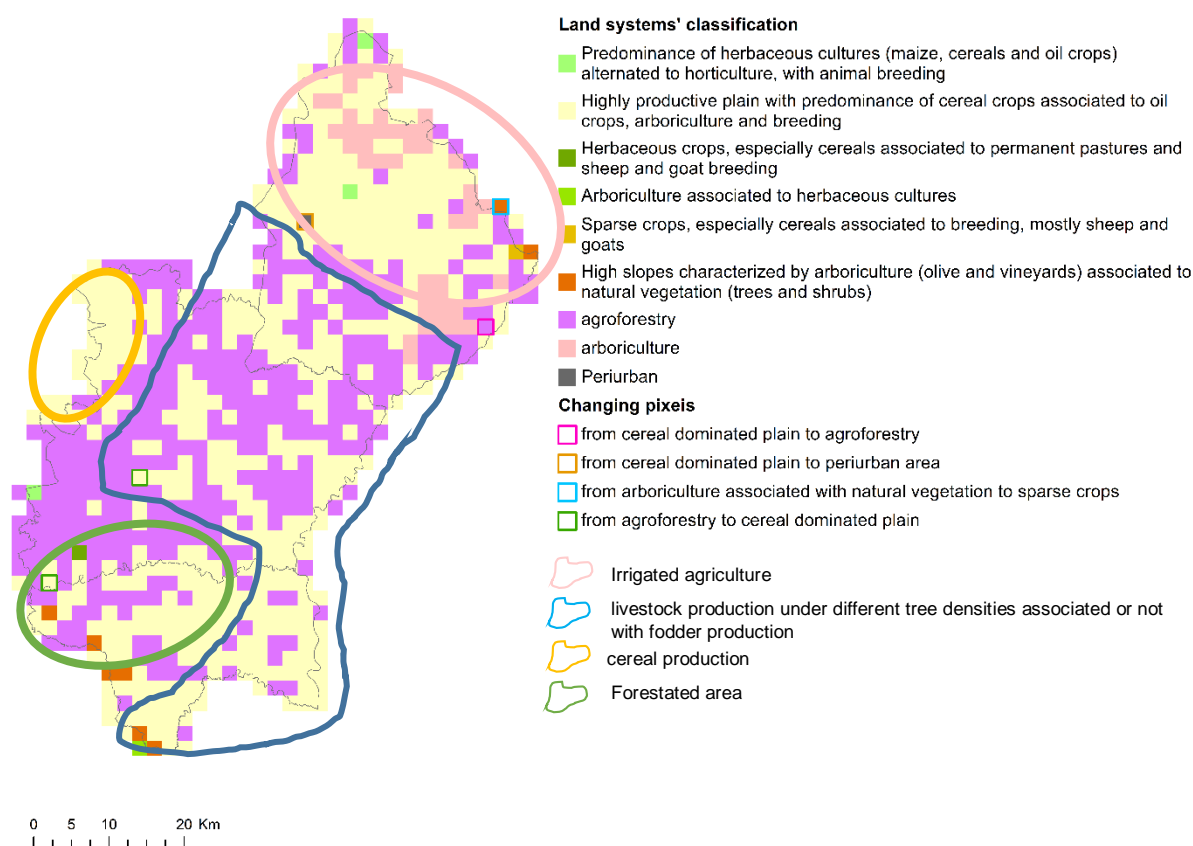 Land systems' classification
Predominance of herbaceous cultures (maize, cereals and oil crops)
alternated to horticulture, with animal breeding
Highly productive plain with predominance of cereal crops associated to oil
crops, arboriculture and breeding
Herbaceous crops, especially cereals associated to permanent pastures and
sheep and goat breeding
Arboriculture associated to herbaceous cultures
Sparse crops, especially cereals associated to breeding, mostly sheep and
goats
High slopes characterized by arboriculture (olive and vineyards) associated to
natural vegetation (trees and shrubs)
agroforestry
arboriculture
Periurban
Changing pixels
from cereal dominated plain to agroforestry
from cereal dominated plain to periurban area
from arboriculture associated with natural vegetation to sparse crops
from agroforestry to cereal dominated plain
Irrigated agriculture
livestock production under different tree densities associated or not
with fodder production
cereal production
Forestated area
0 5 10 20 Km